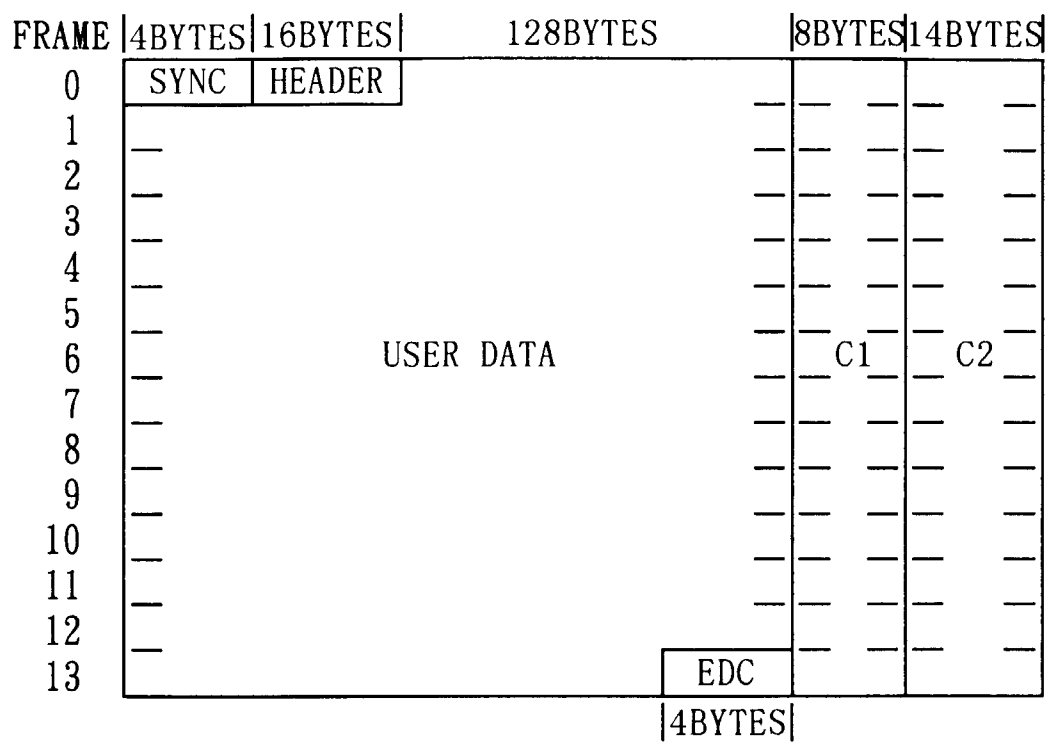 FRAME 4BYTES 16BYTES 128BYTES 8BYTES 14BYTES
0 SYNC HEADER
1
2
3
4
5
6 USER DATA C1 C2
7
8
9
10
11
12
13 EDC
4BYTES